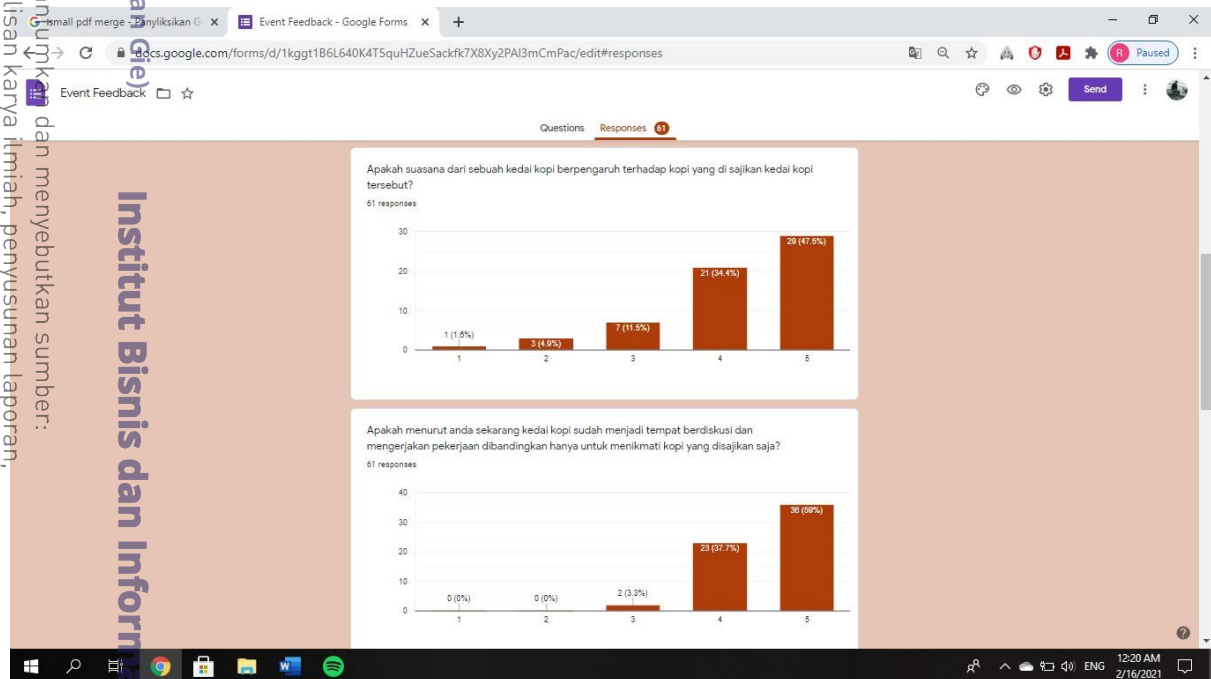 small pdf merge - Panyliksikan G
Event Feedback - Google Forms
docs.google.com/forms/d/1kggt1B6L640K4T5quHZueSackfk7X8Xy2PAI3mCmPac/edit#responses
R Paused
Event Feedback
Send
Questions Responses 61
Apakah suasana dari sebuah kedai kopi berpengaruh terhadap kopi yang di sajikan kedai kopi
tersebut?
61 responses
30
20
10
0
1 (1.6%)
3 (4.9%)
7 (11.5%)
21 (34.4%)
29 (47.5%)
1 2 3 4 5
Apakah menurut anda sekarang kedai kopi sudah menjadi tempat berdiskusi dan
mengerjakan pekerjaan dibandingkan hanya untuk menikmati kopi yang disajikan saja?
61 responses
40
30
20
10
0
0 (0%)
0 (0%)
2 (3.3%)
23 (37.7%)
36 (59%)
1 2 3 4 5
ENG
12:20 AM
2/16/2021
Gie)
Institut Bisnis dan Inform
dan menyebutkan sumber:
karya ilmiah, penyusunan laporan,